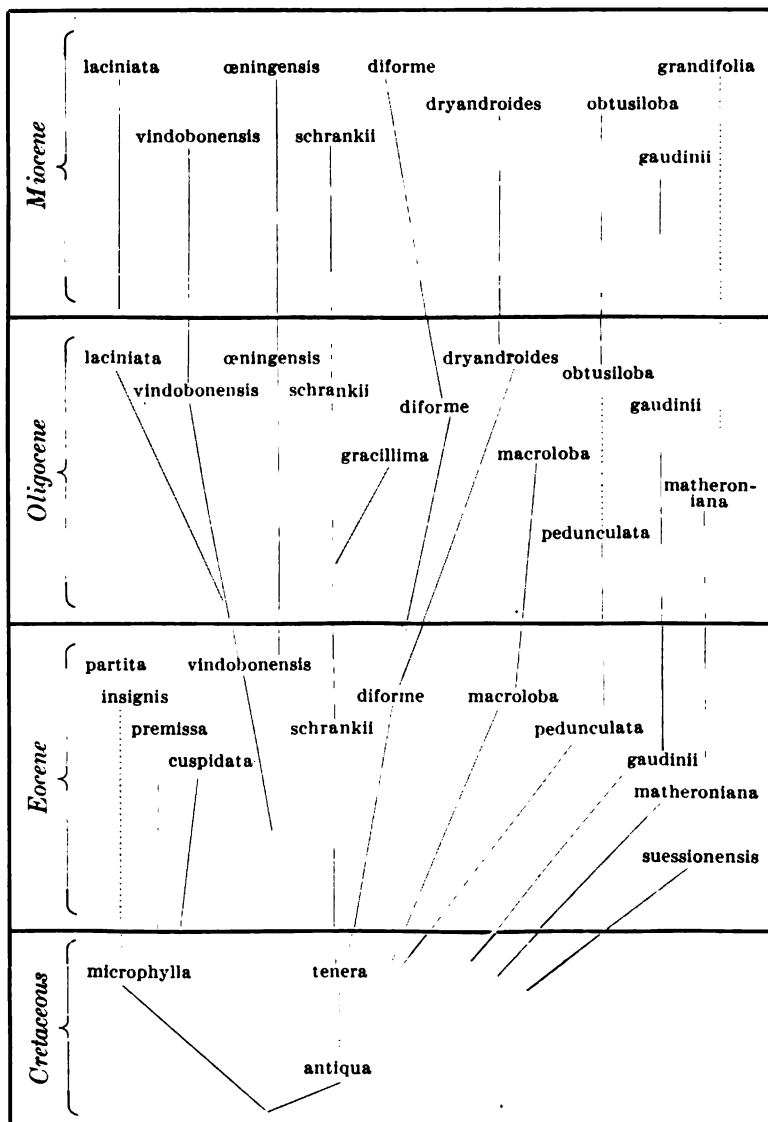 Miocene
laciniata œningensis diforme grandifolia
dryandroides obtusiloba
vindobonensis schrankii
gaudinii
Oligocene
laciniata œningensis dryandroides
obtusiloba
vindobonensis schrankii
diforme gaudinii
gracillima macroloba
matheron-
iana
pedunculata
Eocene
partita vindobonensis
insignis diforme macroloba
premissa schrankii pedunculata
cuspidata gaudinii
matheroniana
suessionensis
Cretaceous
microphylla tenera
antiqua